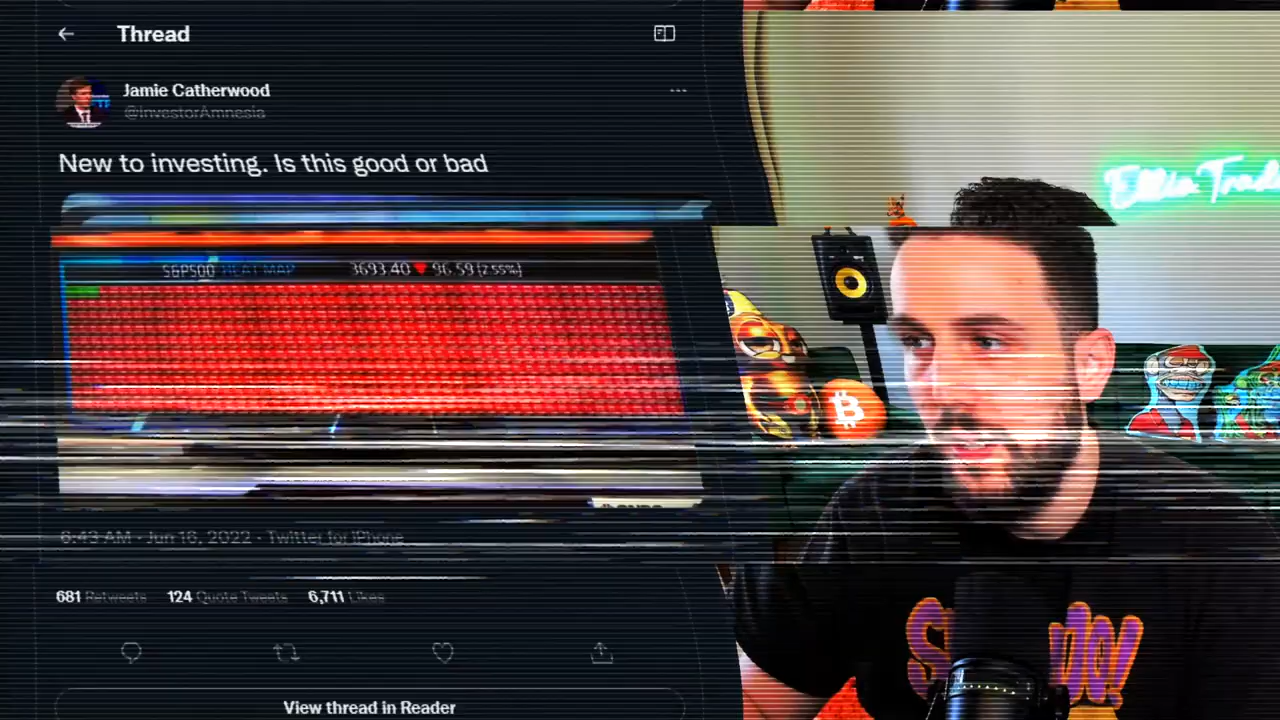 Thread
Jamie Catherwood
@InvestorAmnesia
New to investing. Is this good or bad
S&P500 HEAT MAP 3693.40 ▼ 96.59 (2.55%)
6:43 AM · Jun 16, 2022 · Twitter for iPhone
681 Retweets 124 Quote Tweets 6,711 Likes
View thread in Reader